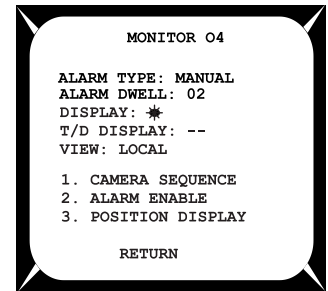 MONITOR O4
ALARM TYPE: MANUAL
ALARM DWELL: 02
DISPLAY:
T/D DISPLAY: --
VIEW: LOCAL
1. CAMERA SEQUENCE
2. ALARM ENABLE
3. POSITION DISPLAY
RETURN